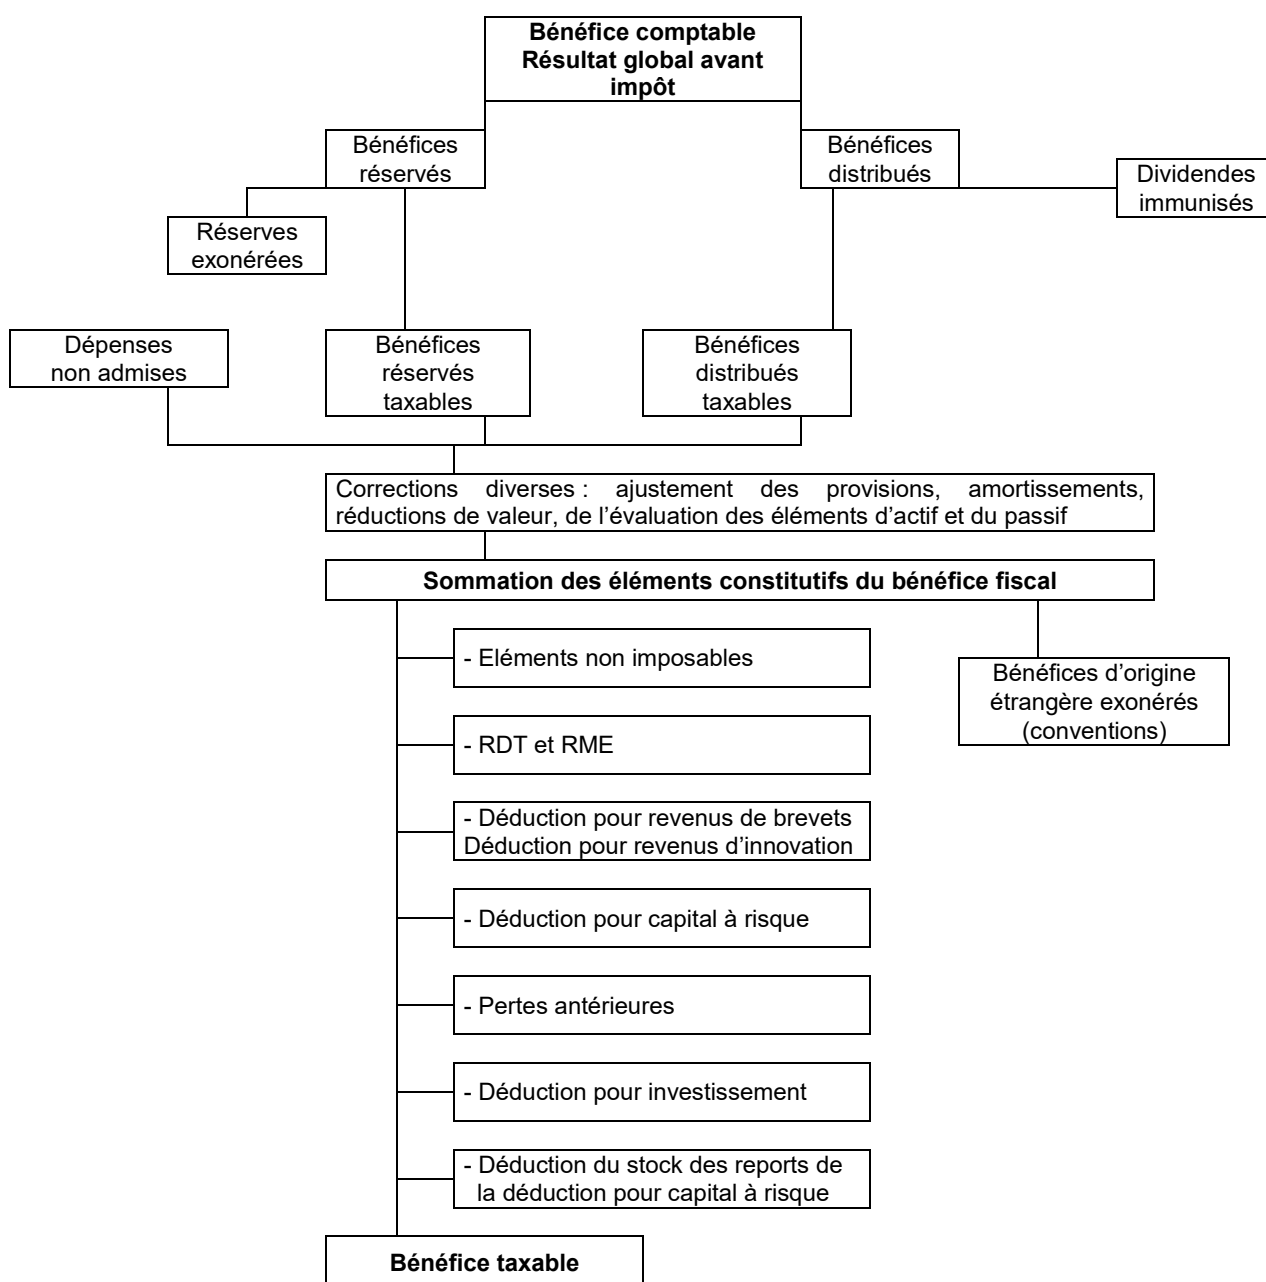 Bénéfice comptable
Résultat global avant
impôt
Bénéfices
réservés
Bénéfices
distribués
Dividendes
immunisés
Réserves
exonérées
Dépenses
non admises
Bénéfices
réservés
taxables
Bénéfices
distribués
taxables
Corrections diverses : ajustement des provisions, amortissements,
réductions de valeur, de l’évaluation des éléments d’actif et du passif
Sommation des éléments constitutifs du bénéfice fiscal
- Eléments non imposables
Bénéfices d’origine
étrangère exonérés
(conventions)
- RDT et RME
- Déduction pour revenus de brevets
Déduction pour revenus d’innovation
- Déduction pour capital à risque
- Pertes antérieures
- Déduction pour investissement
- Déduction du stock des reports de
la déduction pour capital à risque
Bénéfice taxable